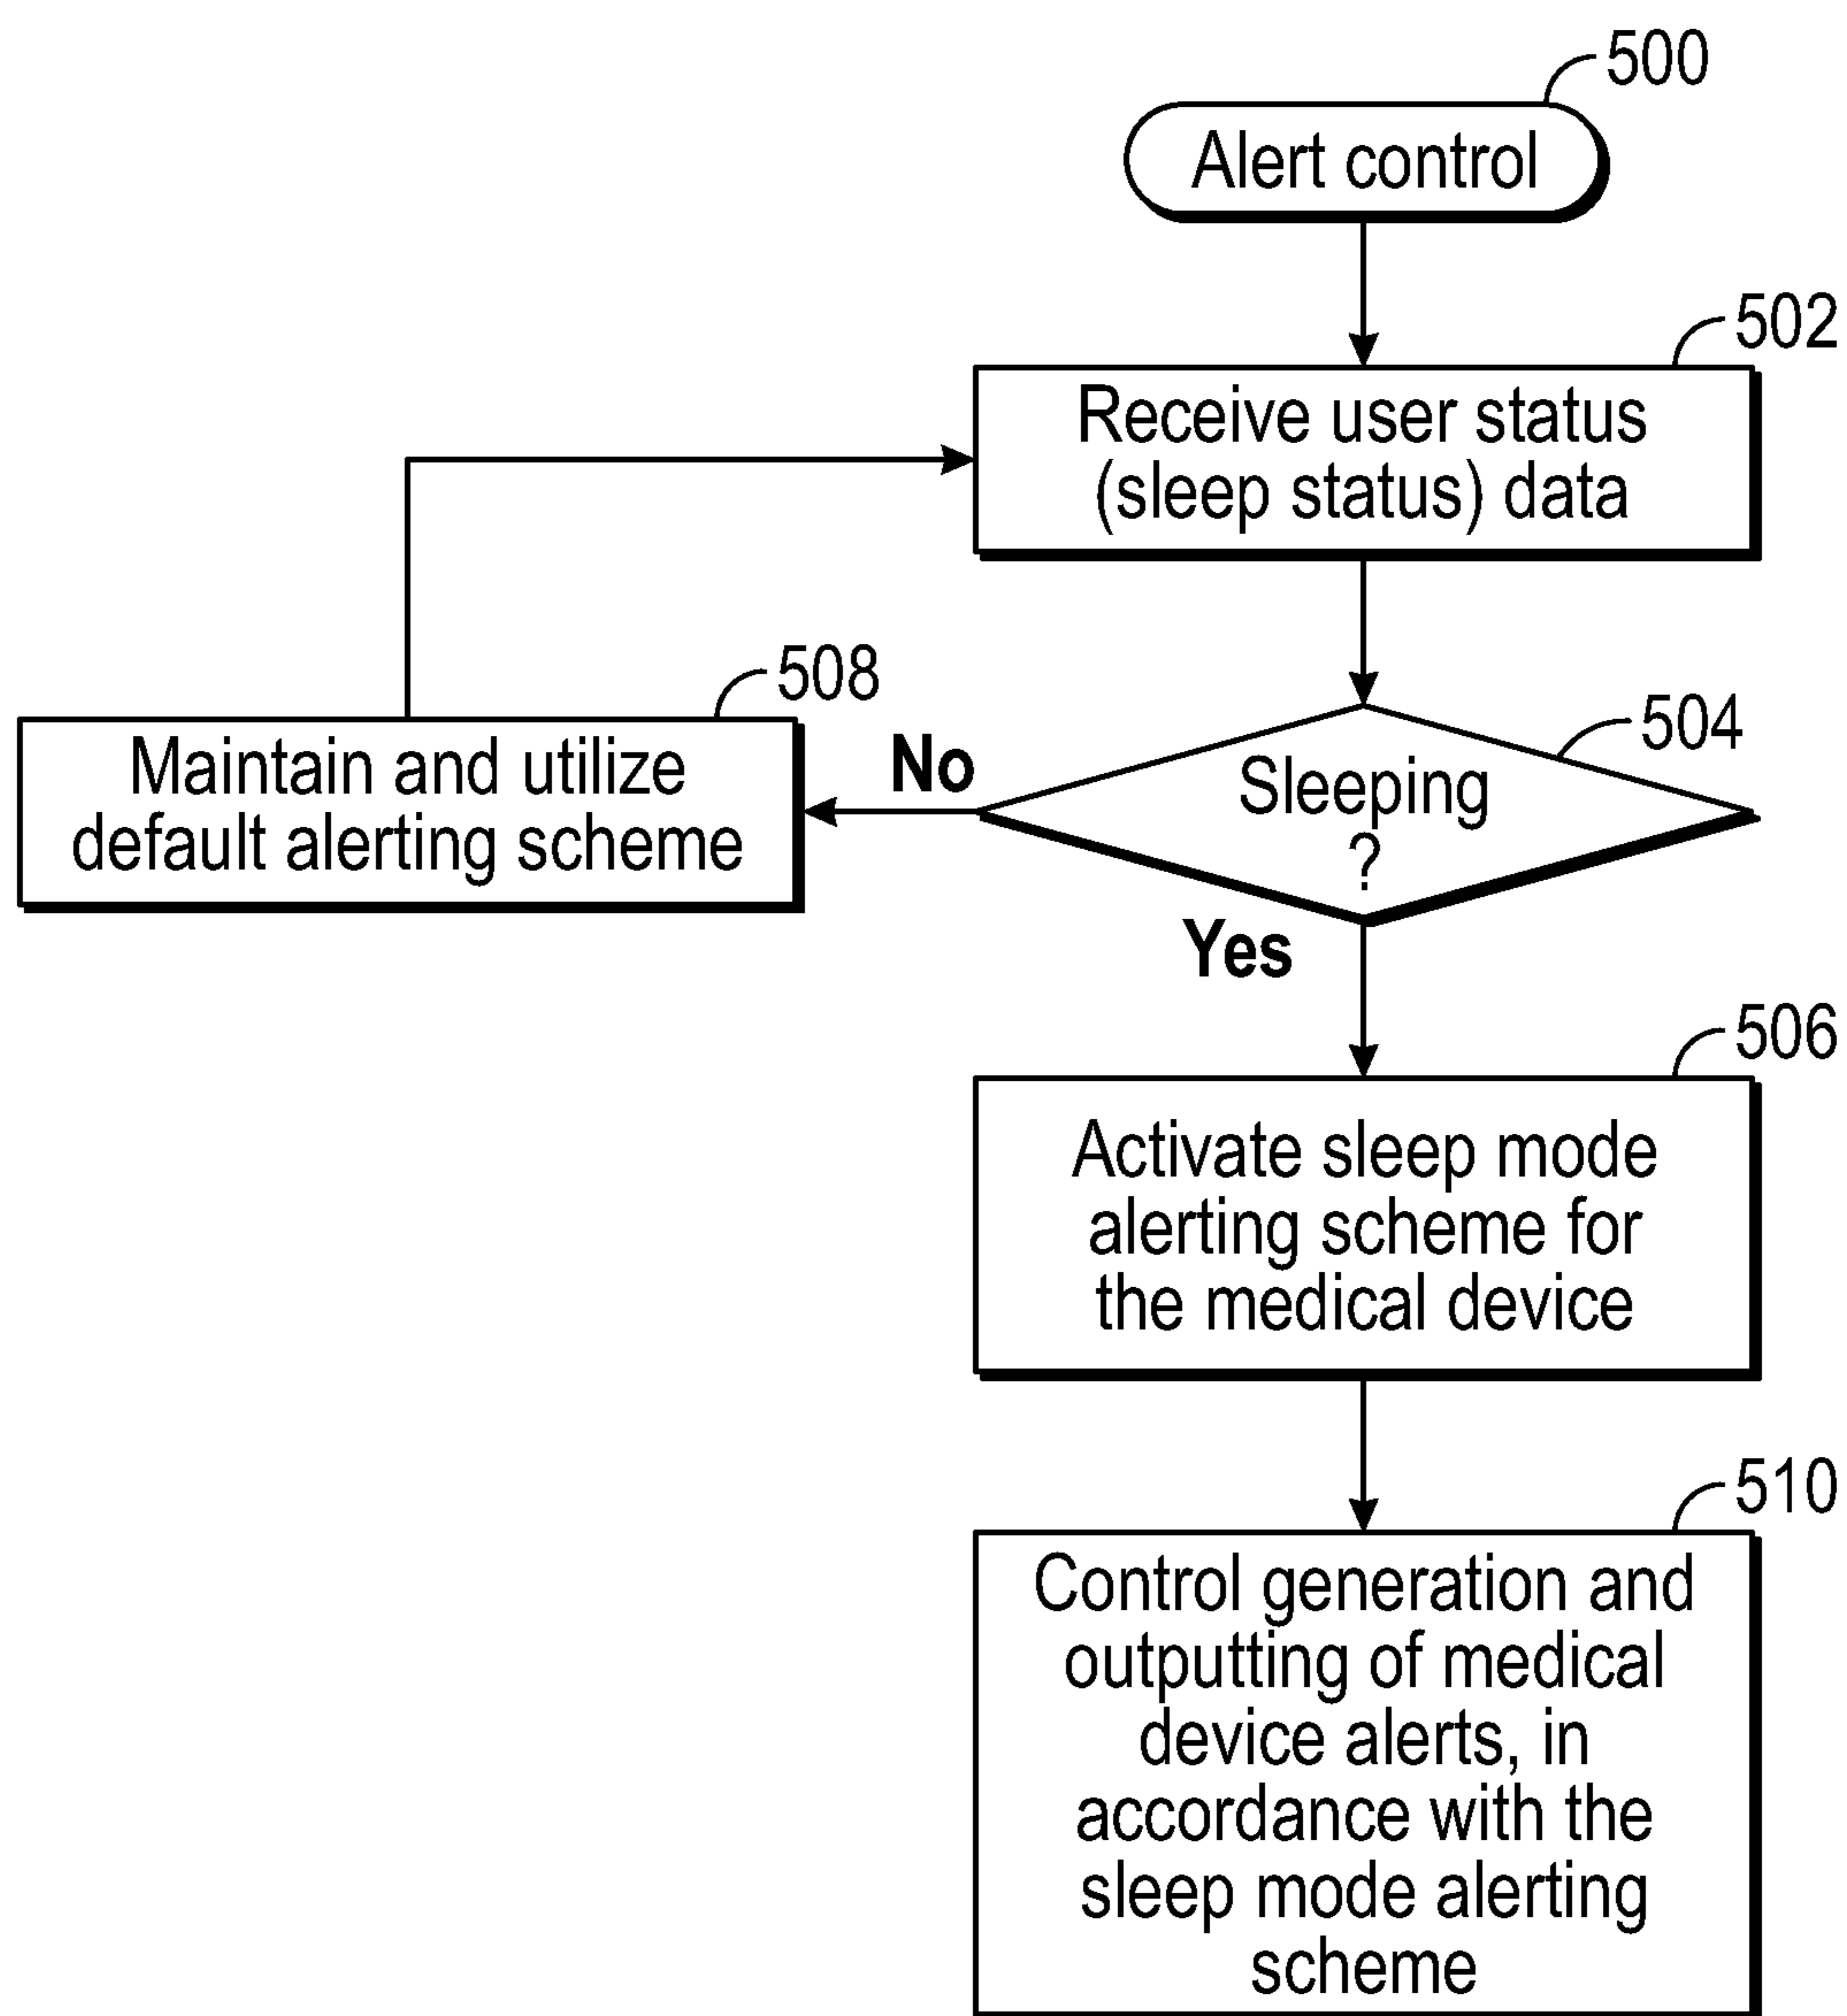 500
Alert control
502
Receive user status
(sleep status) data
508
Maintain and utilize
default alerting scheme
No
504
Sleeping
?
Yes
506
Activate sleep mode
alerting scheme for
the medical device
510
Control generation and
outputting of medical
device alerts, in
accordance with the
sleep mode alerting
scheme